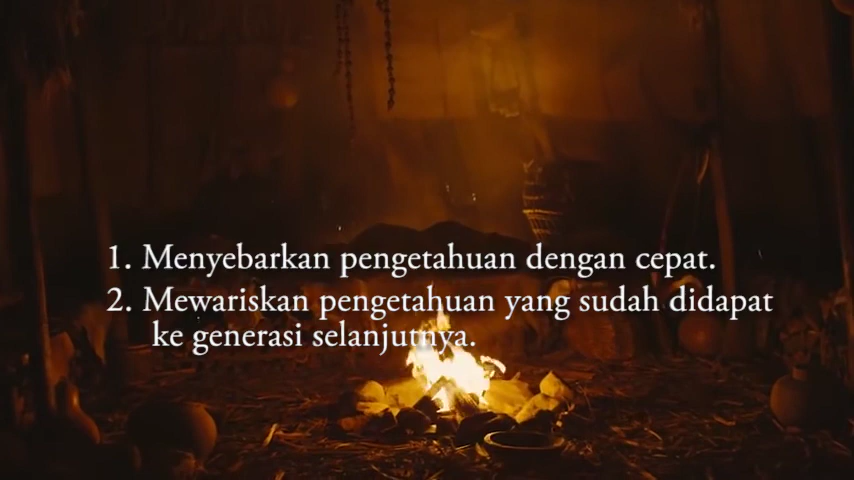 1. Menyebarkan pengetahuan dengan cepat.
2. Mewariskan pengetahuan yang sudah didapat
ke generasi selanjutnya.